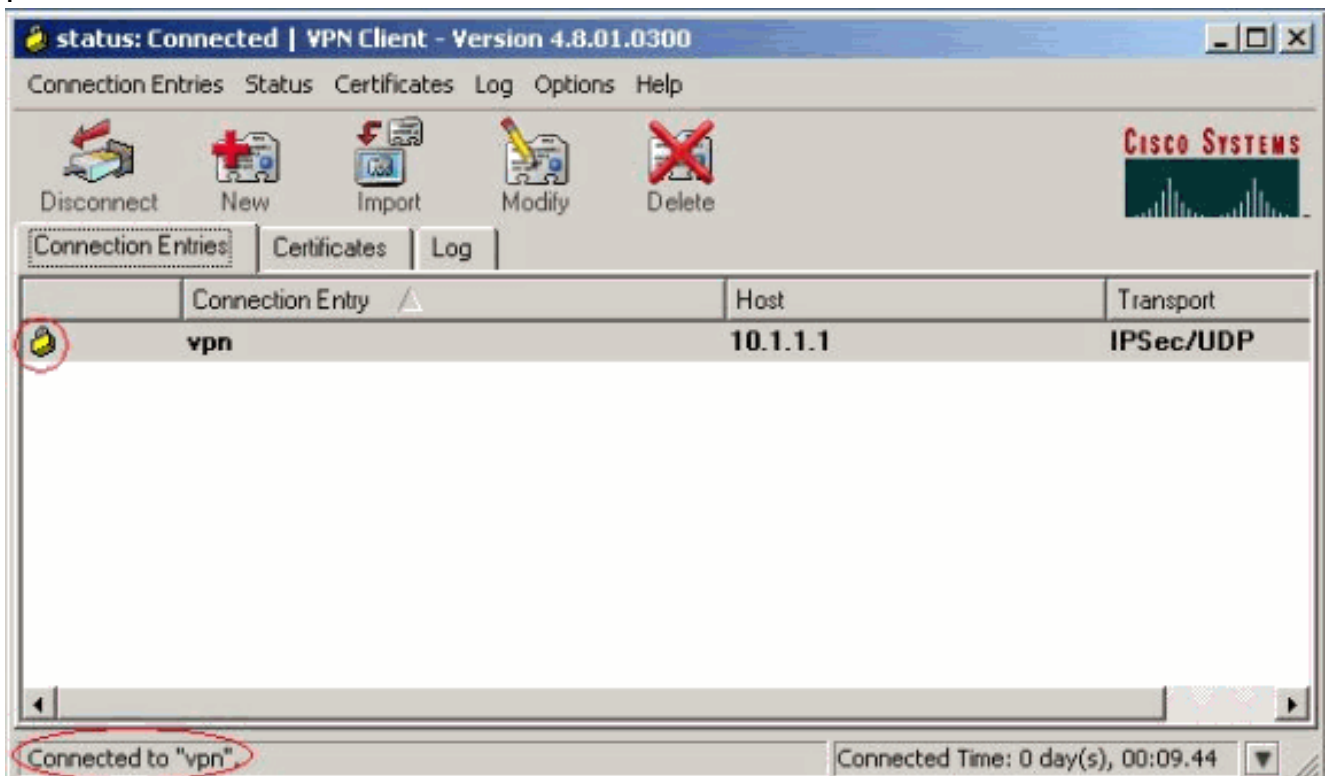 status: Connected | VPN Client - Version 4.8.01.0300
Connection Entries Status Certificates Log Options Help
Disconnect New Import Modify Delete
CISCO SYSTEMS
Connection Entries Certificates Log
Connection Entry Host Transport
vpn 10.1.1.1 IPSec/UDP
Connected to "vpn". Connected Time: 0 day(s), 00:09.44